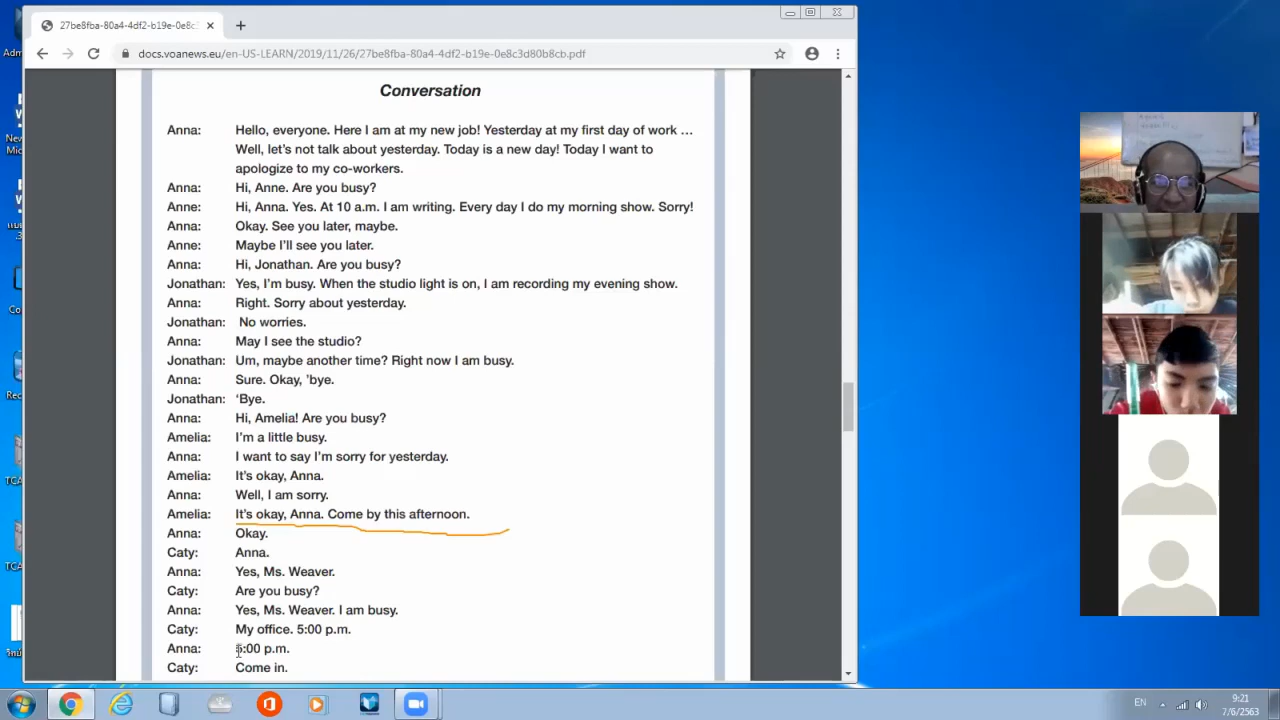 27be8fba-80a4-4df2-b19e-0e8c3
docs.voanews.eu/en-US-LEARN/2019/11/26/27be8fba-80a4-4df2-b19e-0e8c3d80b8cb.pdf
Conversation
Anna: Hello, everyone. Here I am at my new job! Yesterday at my first day of work …
Well, let's not talk about yesterday. Today is a new day! Today I want to
apologize to my co-workers.
Anna: Hi, Anne. Are you busy?
Anne: Hi, Anna. Yes. At 10 a.m. I am writing. Every day I do my morning show. Sorry!
Anna: Okay. See you later, maybe.
Anne: Maybe I'll see you later.
Anna: Hi, Jonathan. Are you busy?
Jonathan: Yes, I'm busy. When the studio light is on, I am recording my evening show.
Anna: Right. Sorry about yesterday.
Jonathan: No worries.
Anna: May I see the studio?
Jonathan: Um, maybe another time? Right now I am busy.
Anna: Sure. Okay, 'bye.
Jonathan: 'Bye.
Anna: Hi, Amelia! Are you busy?
Amelia: I'm a little busy.
Anna: I want to say I'm sorry for yesterday.
Amelia: It's okay, Anna.
Anna: Well, I am sorry.
Amelia: It's okay, Anna. Come by this afternoon.
Anna: Okay.
Caty: Anna.
Anna: Yes, Ms. Weaver.
Caty: Are you busy?
Anna: Yes, Ms. Weaver. I am busy.
Caty: My office. 5:00 p.m.
Anna: 5:00 p.m.
Caty: Come in.
EN
9:21
7/6/2563